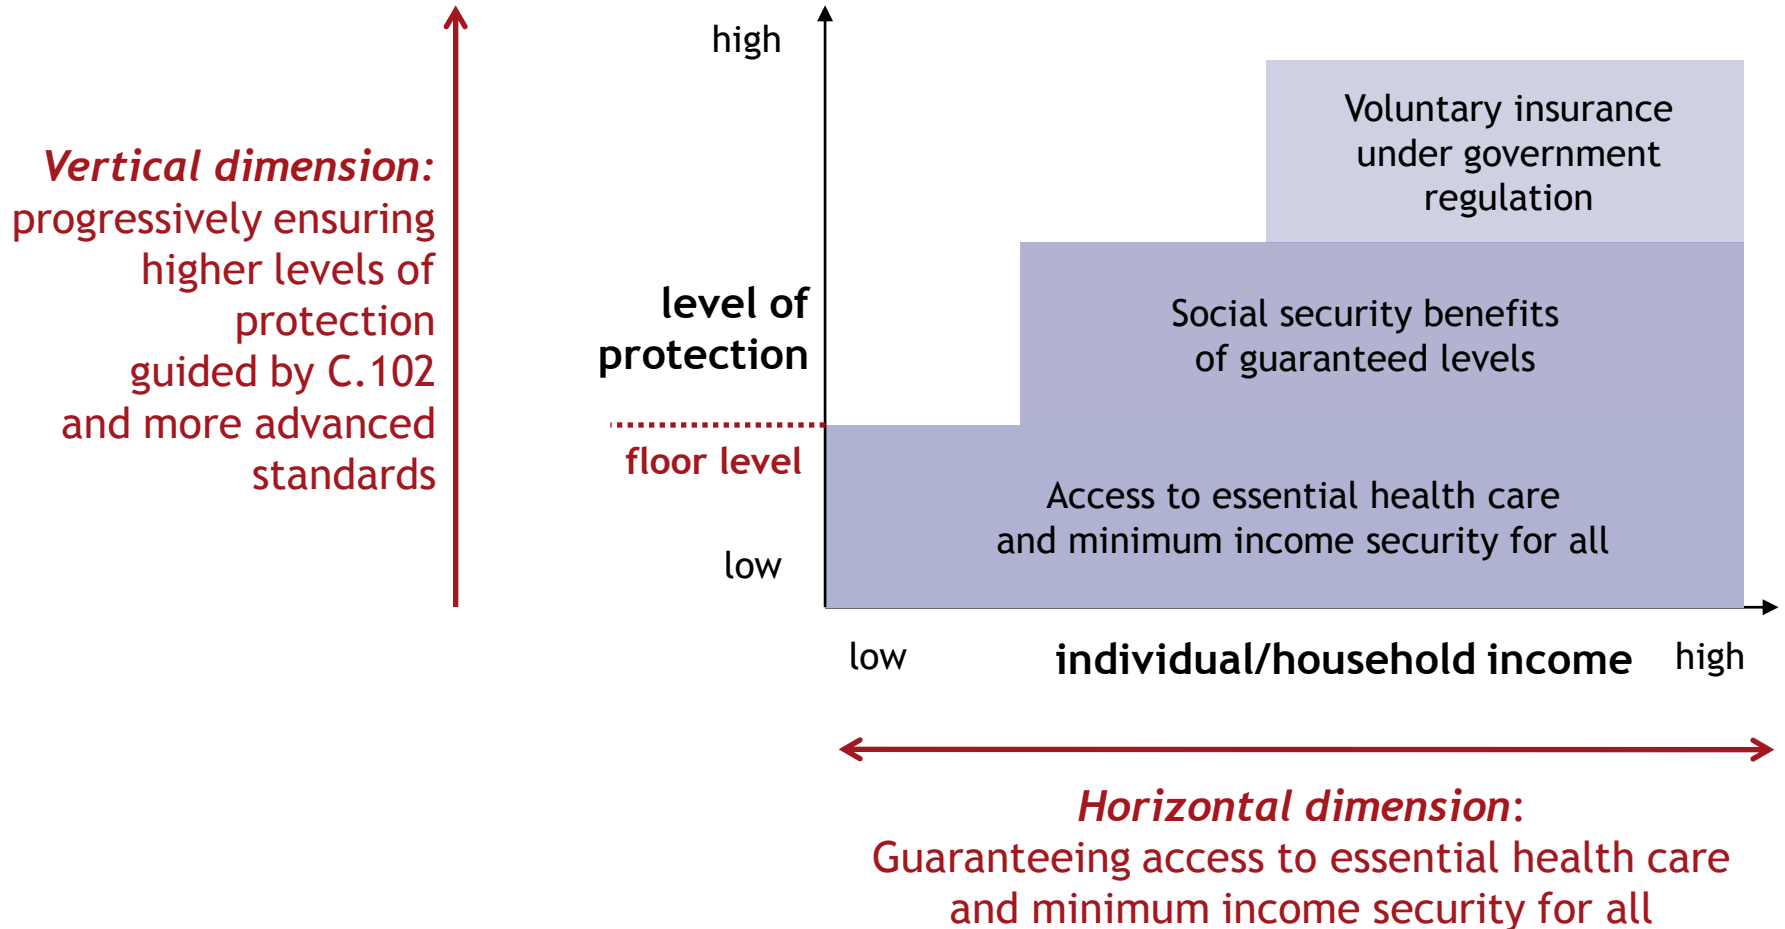 Vertical dimension:
progressively ensuring
higher levels of
protection
guided by C.102
and more advanced
standards
high
level of
protection
floor level
low
Voluntary insurance
under government
regulation
Social security benefits
of guaranteed levels
Access to essential health care
and minimum income security for all
low
individual/household income
high
Horizontal dimension:
Guaranteeing access to essential health care
and minimum income security for all